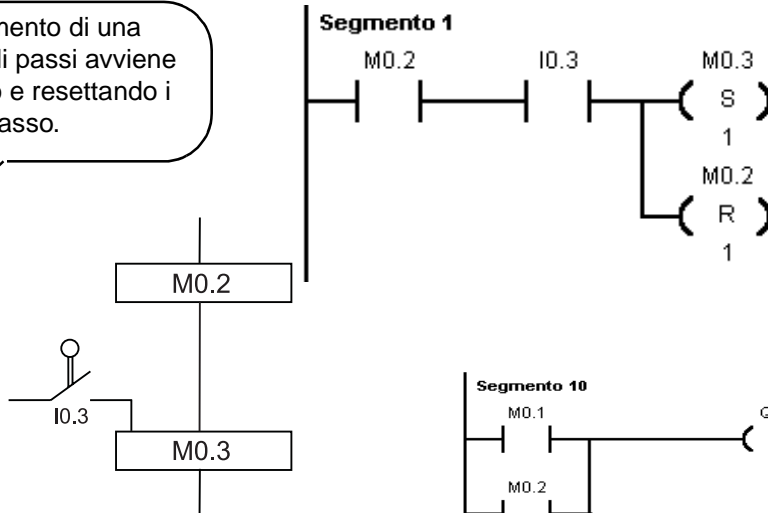 mento di una
di passi avviene
o e resettando i
asso.
Segmento 1
M0.2 I0.3 M0.3
S
1
M0.2
R
1
M0.2
I0.3
M0.3
Segmento 10
M0.1
M0.2